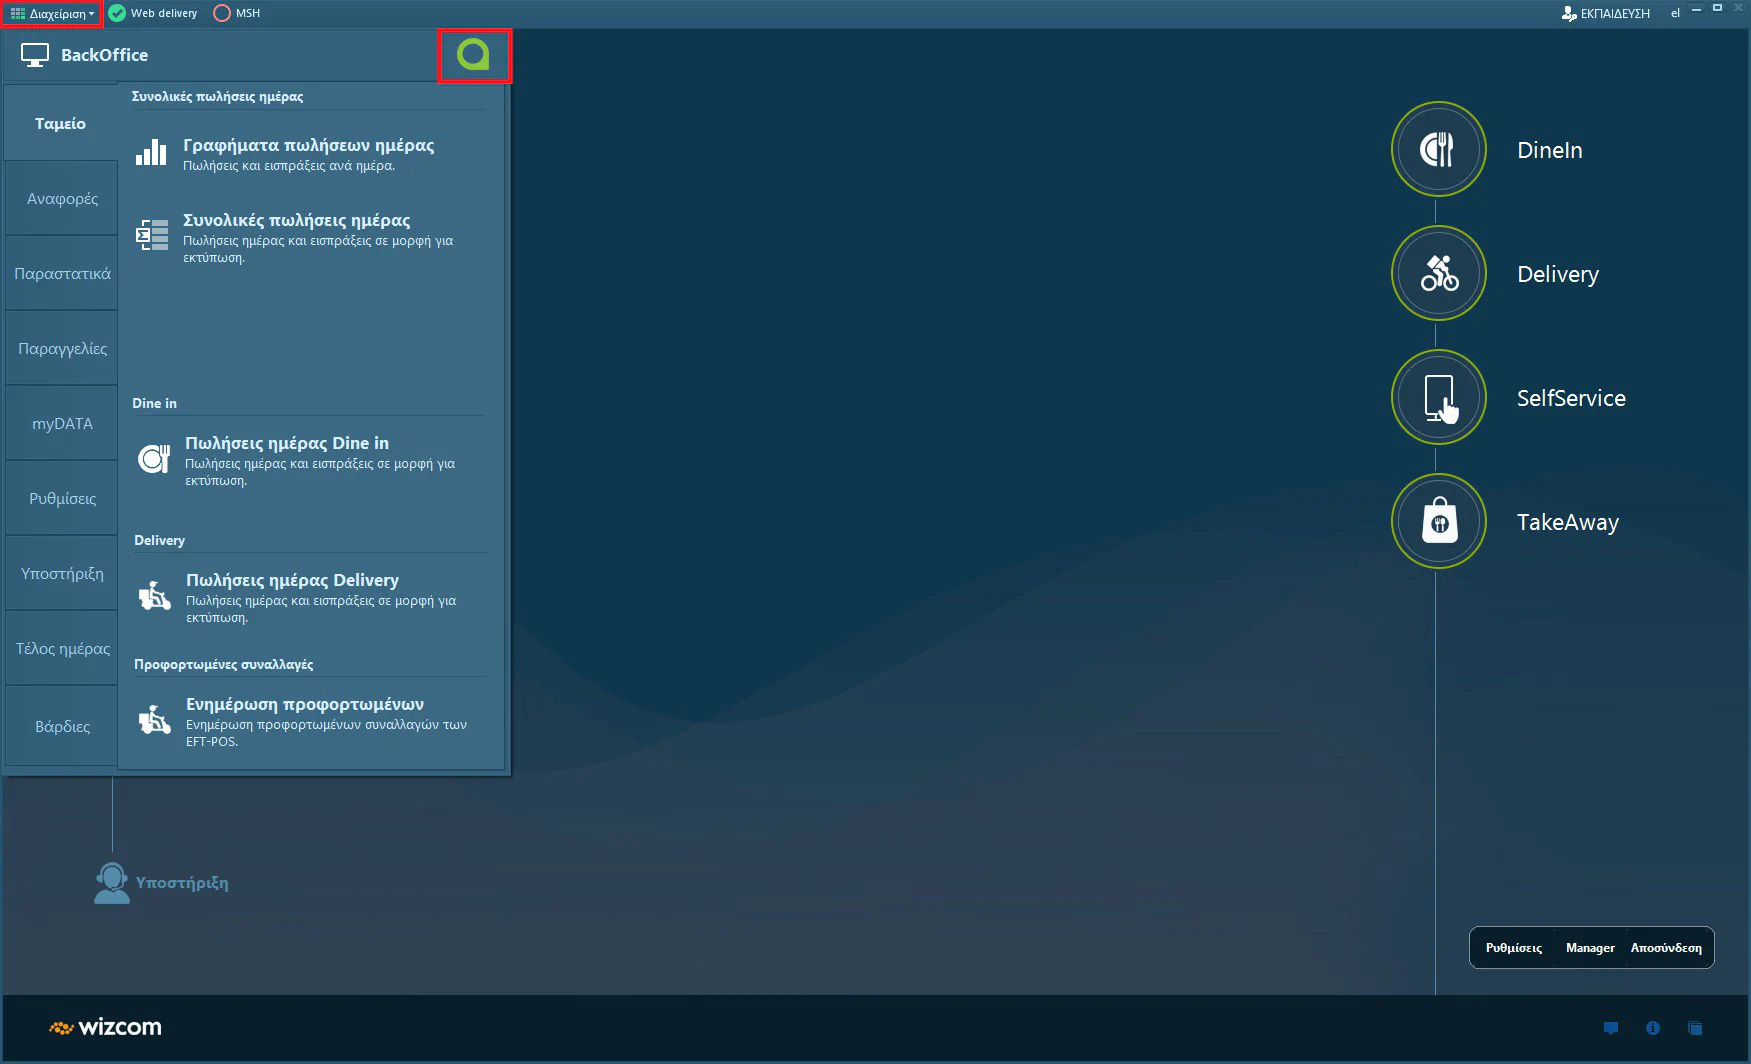 Διαχείριση
Web delivery
MSH
ΕΚΠΑΙΔΕΥΣΗ
el
BackOffice
Ταμείο
Αναφορές
Παραστατικά
Παραγγελίες
myDATA
Ρυθμίσεις
Υποστήριξη
Τέλος ημέρας
Βάρδιες
Συνολικές πωλήσεις ημέρας
Γραφήματα πωλήσεων ημέρας
Πωλήσεις και εισπράξεις ανά ημέρα.
Συνολικές πωλήσεις ημέρας
Πωλήσεις ημέρας και εισπράξεις σε μορφή για
εκτύπωση.
Dine in
Πωλήσεις ημέρας Dine in
Πωλήσεις ημέρας και εισπράξεις σε μορφή για
εκτύπωση.
Delivery
Πωλήσεις ημέρας Delivery
Πωλήσεις ημέρας και εισπράξεις σε μορφή για
εκτύπωση.
Προφορτωμένες συναλλαγές
Ενημέρωση προφορτωμένων
Ενημέρωση προφορτωμένων συναλλαγών των
EFT-POS.
DineIn
Delivery
SelfService
TakeAway
Υποστήριξη
Ρυθμίσεις
Manager
Αποσύνδεση
wizcom